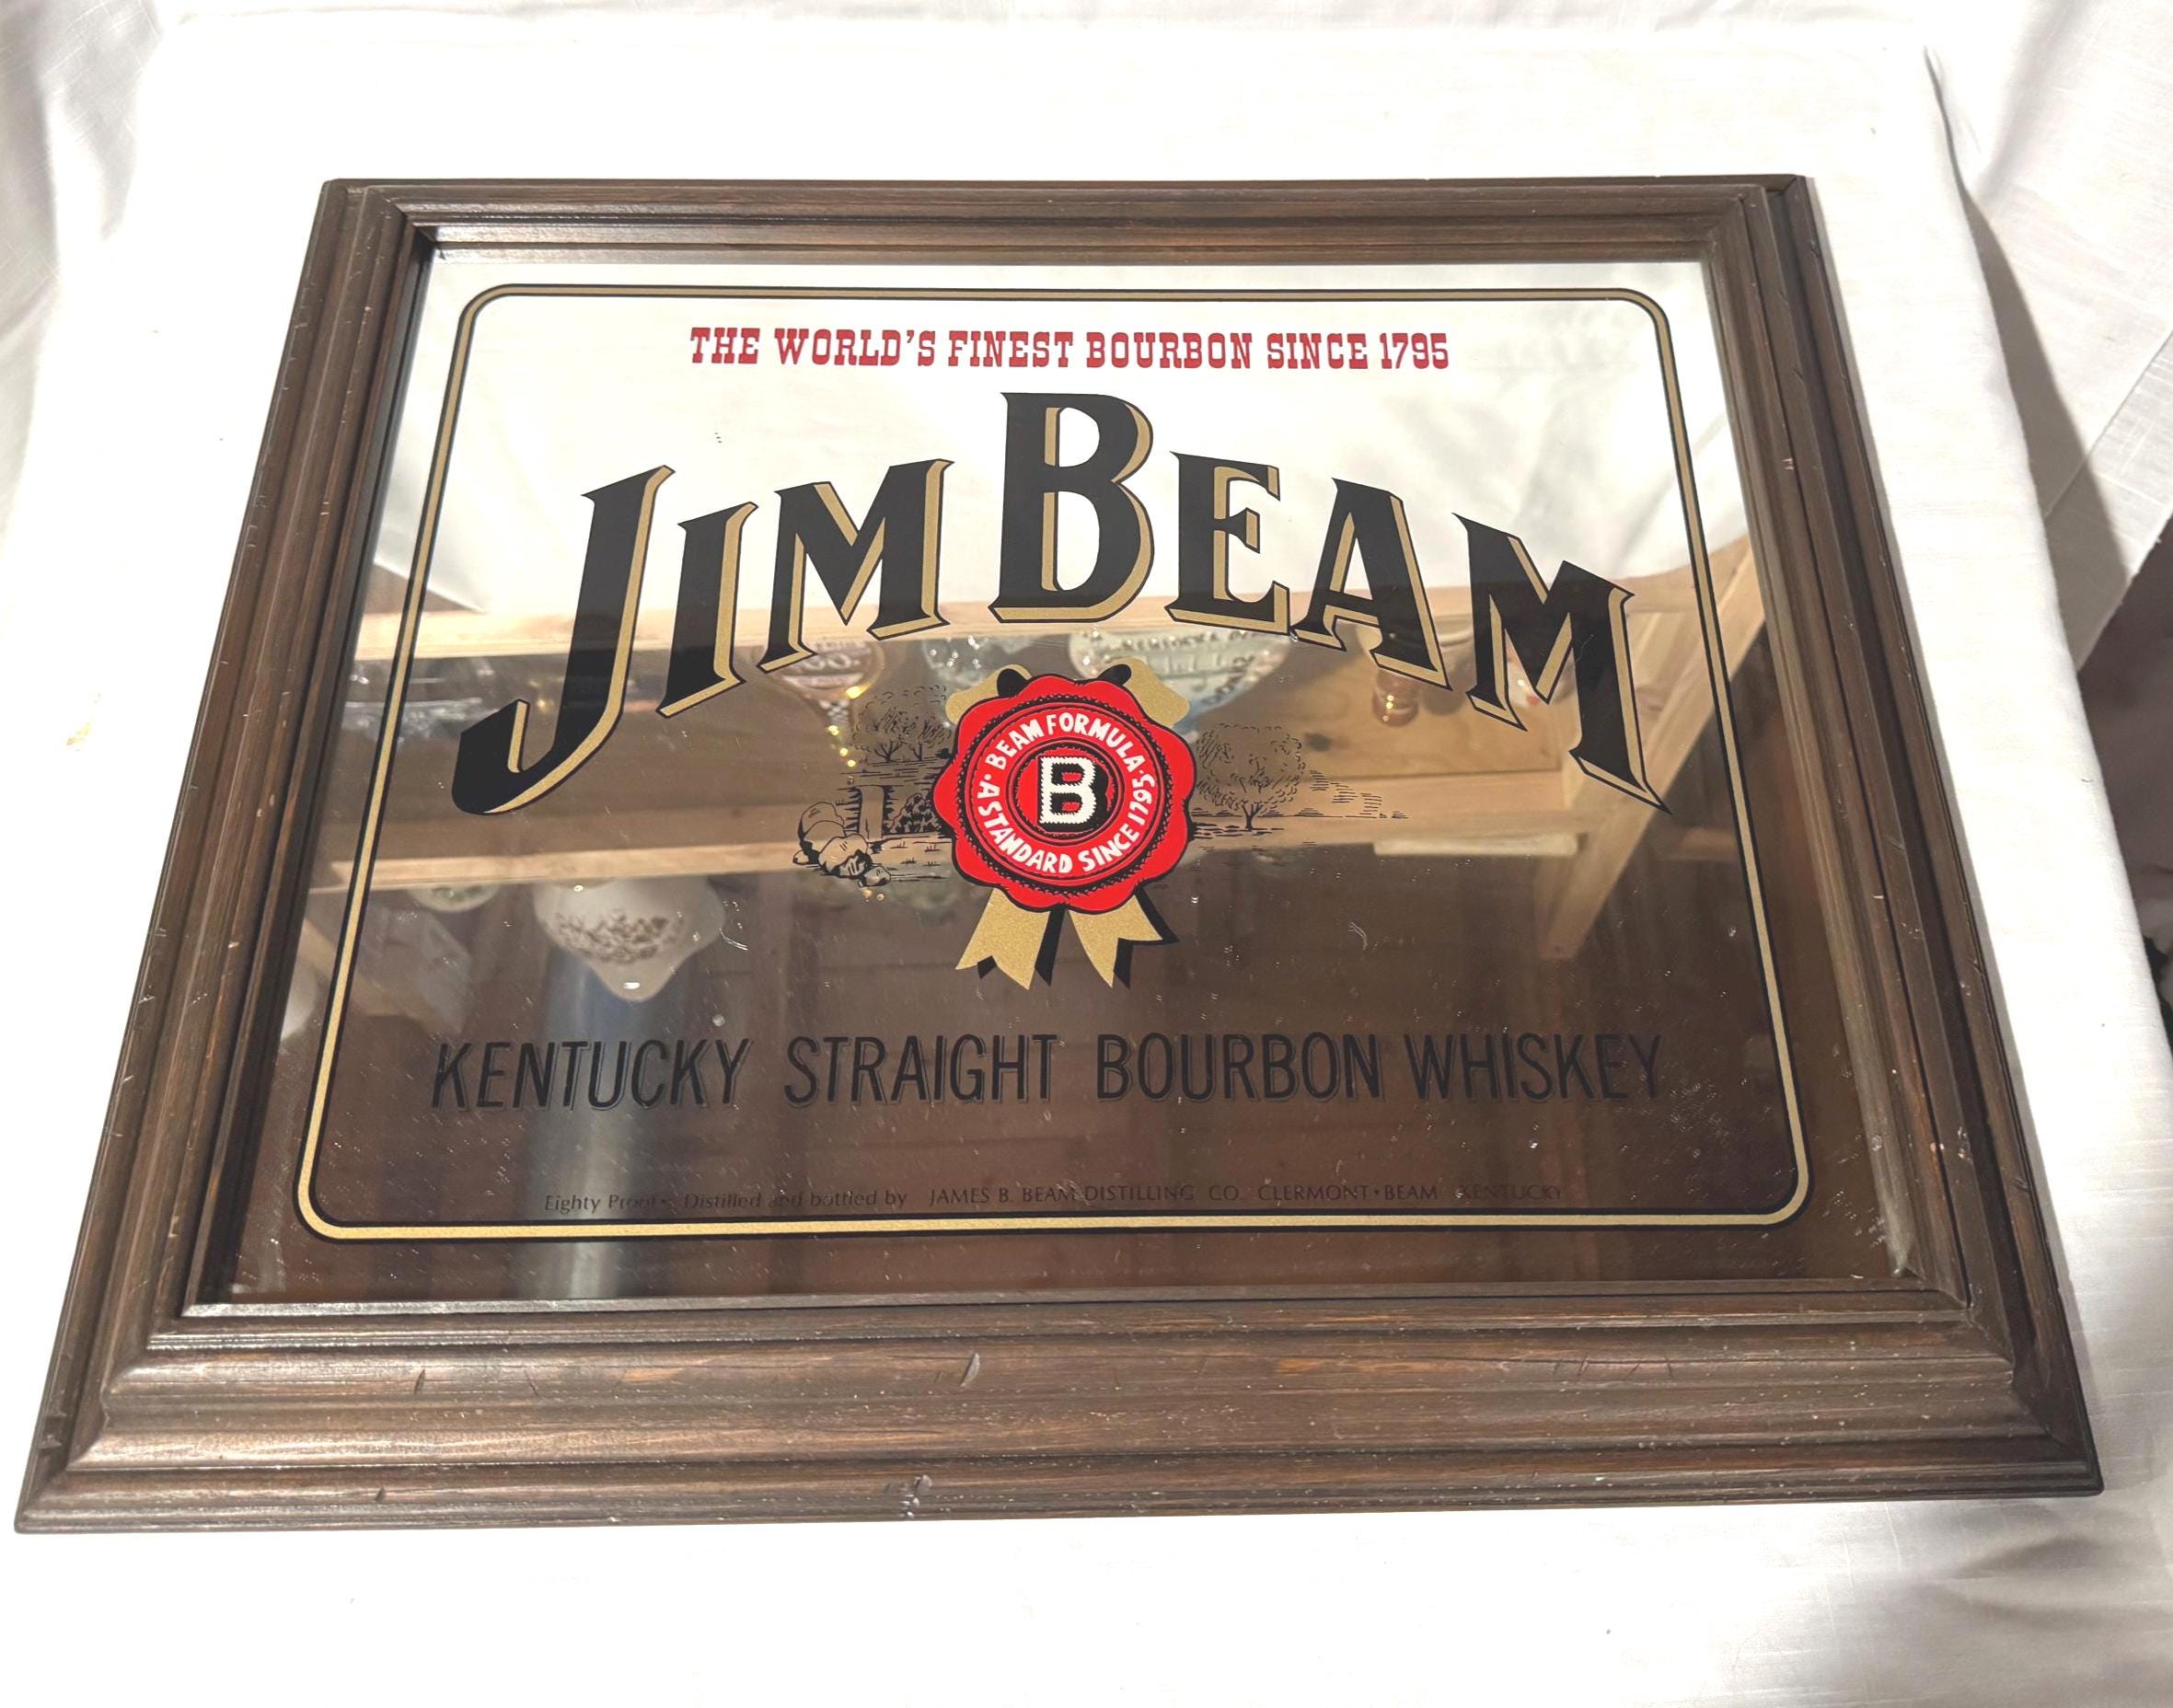 THE WORLD'S FINEST BOURBON SINCE 1795
JIM BEAM
BEAM FORMULA · A STANDARD SINCE 1795 ·
B
KENTUCKY STRAIGHT BOURBON WHISKEY
Eighty Proof • Distilled and bottled by JAMES B. BEAM DISTILLING CO. CLERMONT • BEAM KENTUCKY